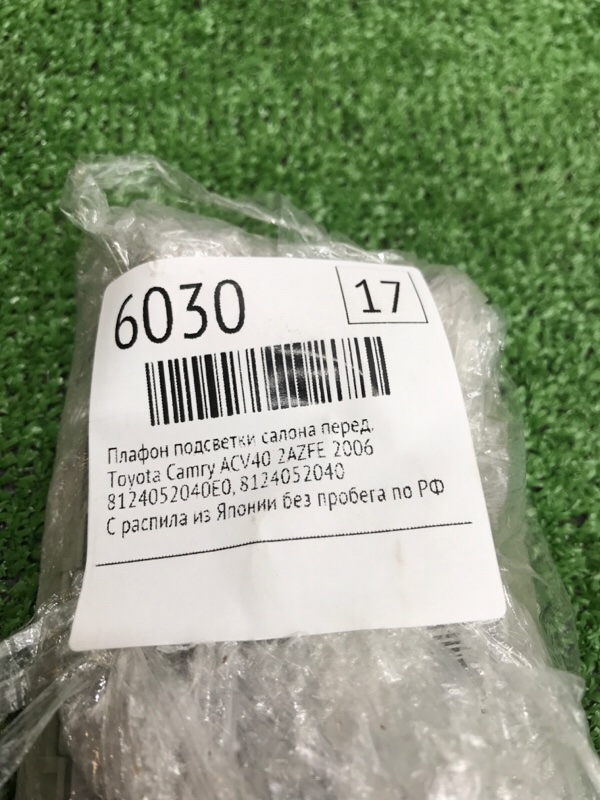 6030
17
Плафон подсветки салона перед.
Toyota Camry ACV40 2AZFE 2006
8124052040E0, 8124052040
С распила из Японии без пробега по РФ